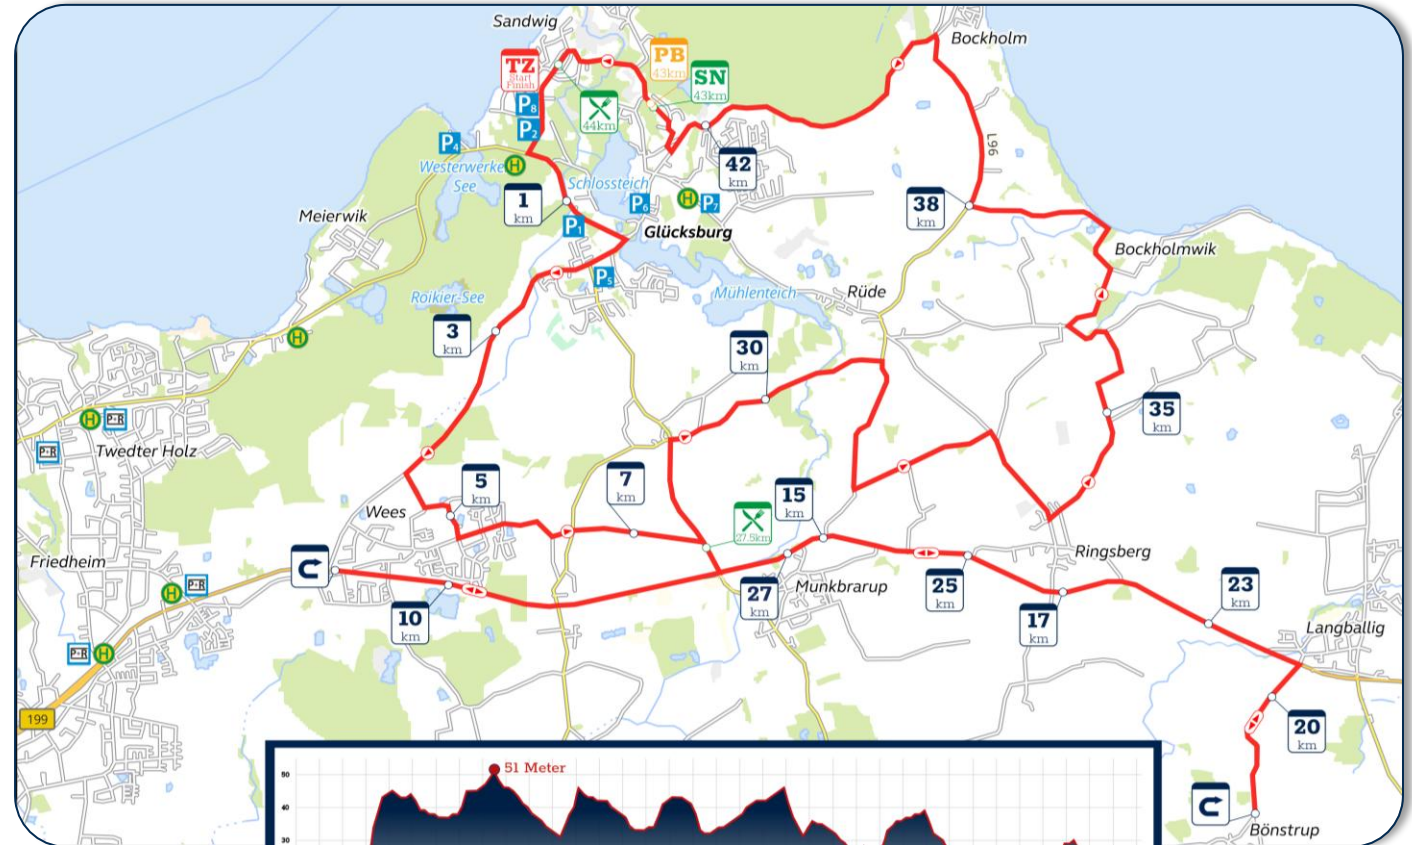 Sandwig
Bockholm
TZ
Start
Finish
PB
43km
SN
43km
P8
P2
44km
P4
Westerwerker
See
L96
42
km
Schlossteich
1
km
P6
P7
38
km
Meierwik
P1
Glücksburg
Bockholmwik
P5
Roikier-See
Mühlenteich
Rüde
3
km
30
km
P+R
35
km
P+R
Twedter Holz
5
km
7
km
15
km
Wees
27.5km
Friedheim
Ringsberg
P+R
Munkbrarup
27
km
25
km
23
km
10
km
17
km
Langballig
P+R
199
20
km
Bönstrup
51 Meter
50
40
30